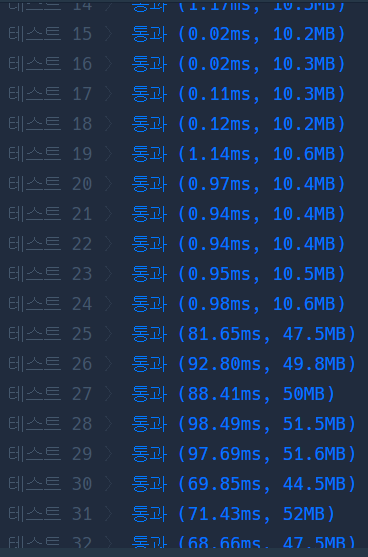 테스트 14 〉 통과 (1.17ms, 10.5MB)
테스트 15 〉 통과 (0.02ms, 10.2MB)
테스트 16 〉 통과 (0.02ms, 10.3MB)
테스트 17 〉 통과 (0.11ms, 10.3MB)
테스트 18 〉 통과 (0.12ms, 10.2MB)
테스트 19 〉 통과 (1.14ms, 10.6MB)
테스트 20 〉 통과 (0.97ms, 10.4MB)
테스트 21 〉 통과 (0.94ms, 10.4MB)
테스트 22 〉 통과 (0.94ms, 10.4MB)
테스트 23 〉 통과 (0.95ms, 10.5MB)
테스트 24 〉 통과 (0.98ms, 10.6MB)
테스트 25 〉 통과 (81.65ms, 47.5MB)
테스트 26 〉 통과 (92.80ms, 49.8MB)
테스트 27 〉 통과 (88.41ms, 50MB)
테스트 28 〉 통과 (98.49ms, 51.5MB)
테스트 29 〉 통과 (97.69ms, 51.6MB)
테스트 30 〉 통과 (69.85ms, 44.5MB)
테스트 31 〉 통과 (71.43ms, 52MB)
테스트 32 〉 통과 (68.66ms, 47.5MB)